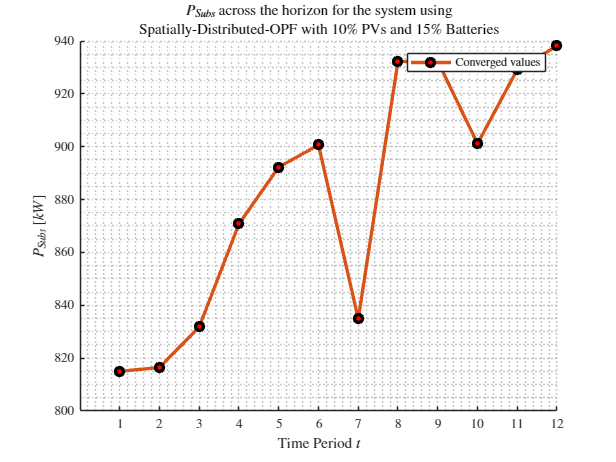 P_Subs across the horizon for the system using
Spatially-Distributed-OPF with 10% PVs and 15% Batteries
940
920
900
880
860
840
820
800
P_Subs [kW]
Converged values
1 2 3 4 5 6 7 8 9 10 11 12
Time Period t